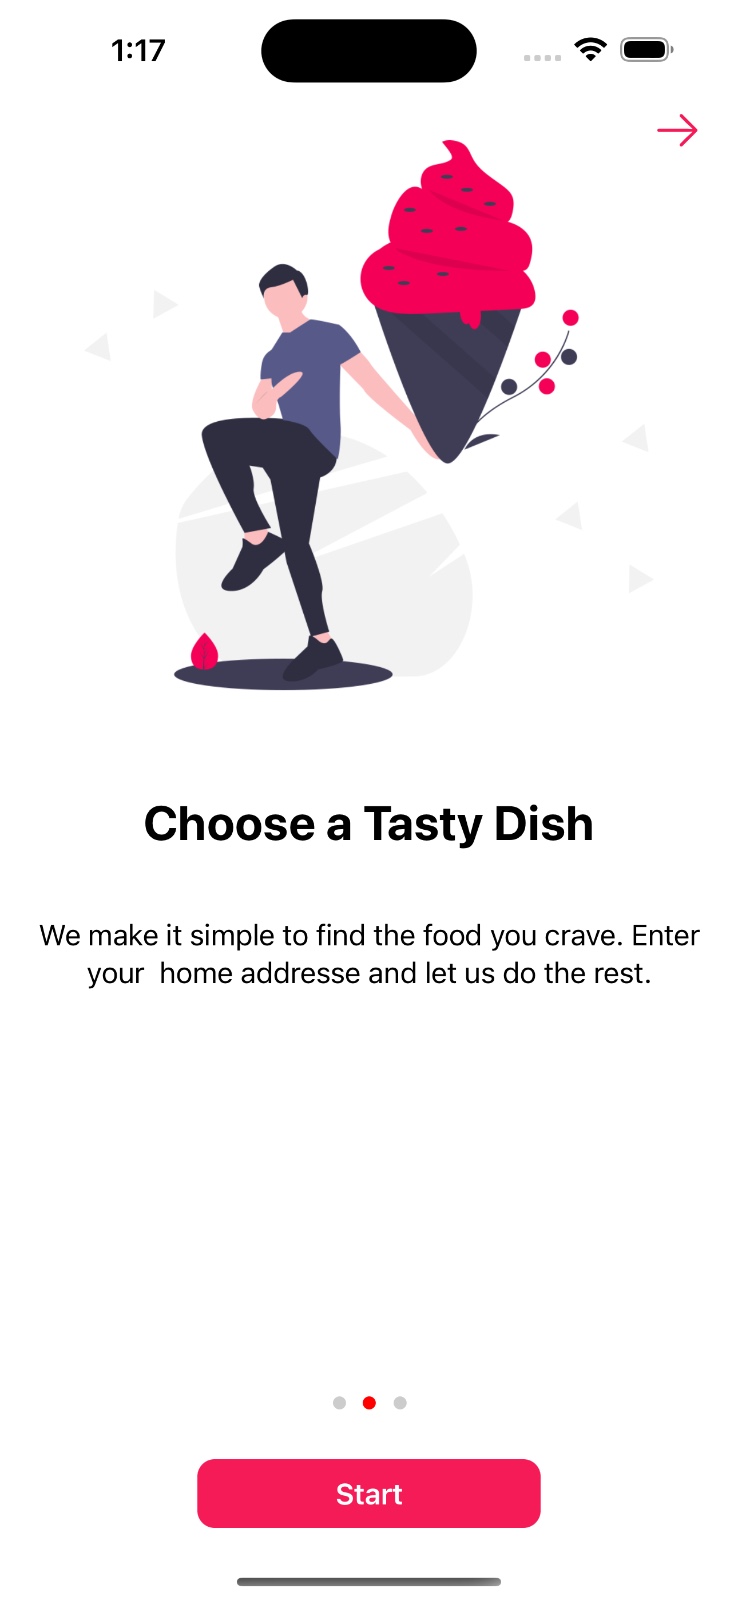 1:17
Choose a Tasty Dish
We make it simple to find the food you crave. Enter
your  home addresse and let us do the rest.
Start